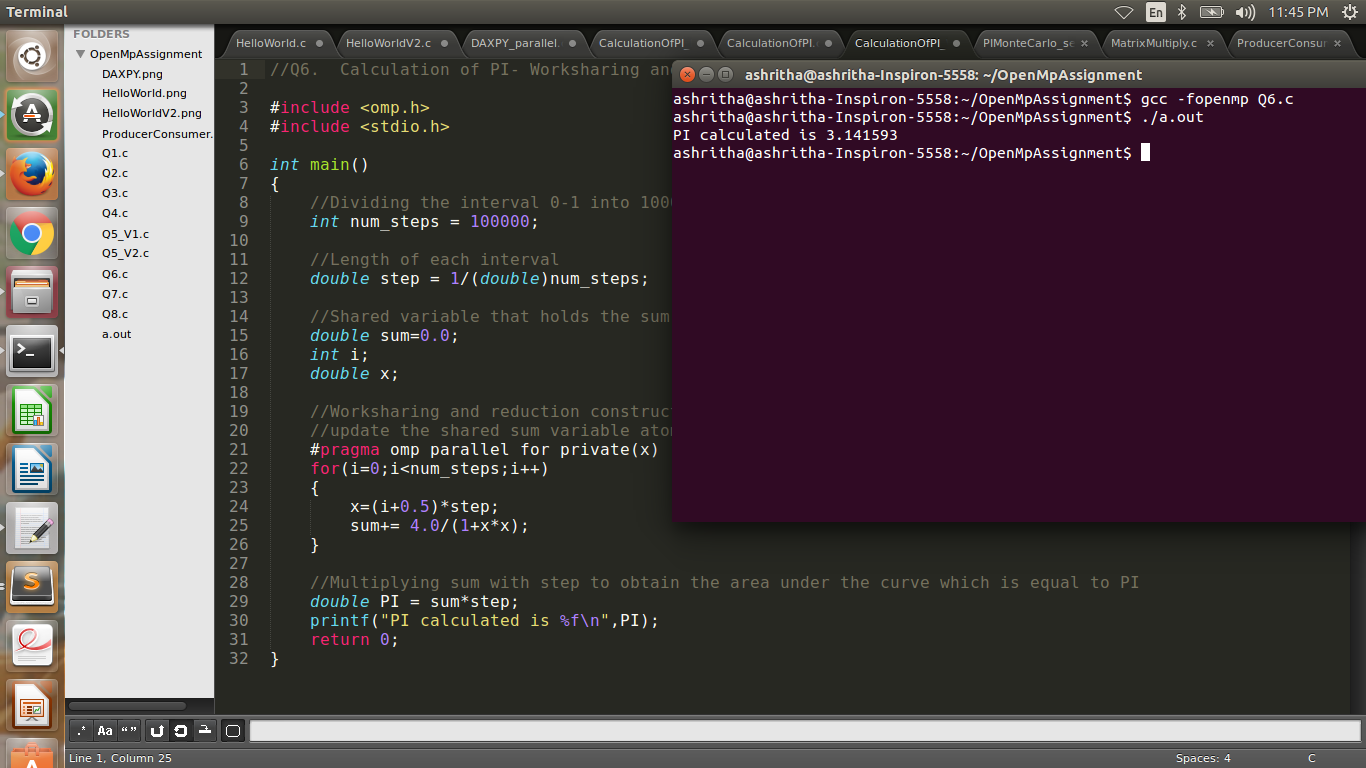 Terminal
En
11:45 PM
FOLDERS
OpenMpAssignment
DAXPY.png
HelloWorld.png
HelloWorldV2.png
ProducerConsumer.
Q1.c
Q2.c
Q3.c
Q4.c
Q5_V1.c
Q5_V2.c
Q6.c
Q7.c
Q8.c
a.out
HelloWorld.c
HelloWorldV2.c
DAXPY_parallel.
CalculationOfPI_
CalculationOfPI.
CalculationOfPI_
PIMonteCarlo_se
MatrixMultiply.c
ProducerConsur
1 //Q6.  Calculation of PI- Worksharing an
2
3 #include <omp.h>
4 #include <stdio.h>
5
6 int main()
7 {
8 //Dividing the interval 0-1 into 100
9 int num_steps = 100000;
10
11 //Length of each interval
12 double step = 1/(double)num_steps;
13
14 //Shared variable that holds the sum
15 double sum=0.0;
16 int i;
17 double x;
18
19 //Worksharing and reduction construct
20 //update the shared sum variable ato
21 #pragma omp parallel for private(x)
22 for(i=0;i<num_steps;i++)
23 {
24 x=(i+0.5)*step;
25 sum+= 4.0/(1+x*x);
26 }
27
28 //Multiplying sum with step to obtain the area under the curve which is equal to PI
29 double PI = sum*step;
30 printf("PI calculated is %f\n",PI);
31 return 0;
32 }
ashritha@ashritha-Inspiron-5558: ~/OpenMpAssignment
ashritha@ashritha-Inspiron-5558:~/OpenMpAssignment$ gcc -fopenmp Q6.c
ashritha@ashritha-Inspiron-5558:~/OpenMpAssignment$ ./a.out
PI calculated is 3.141593
ashritha@ashritha-Inspiron-5558:~/OpenMpAssignment$
.* Aa “”
Line 1, Column 25
Spaces: 4
C